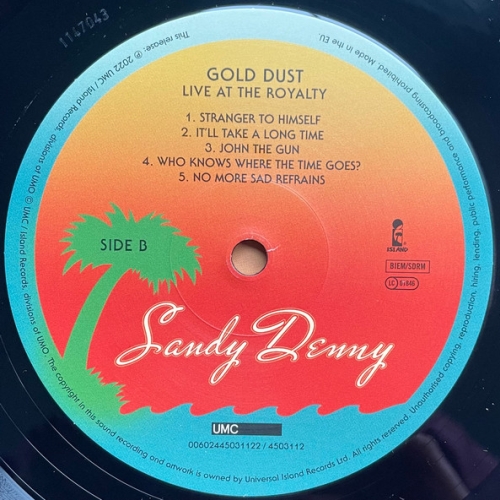 1147043
This release: ℗ 2022 UMC/Island Records, divisions of UMO © UMC/Island Records, divisions of UMO. The copyright in this sound recording and artwork is owned by Universal Island Records Ltd. All rights reserved. Unauthorised copying, reproduction, hiring, lending, public performance and broadcasting prohibited. Made in the EU.
GOLD DUST
LIVE AT THE ROYALTY
1. STRANGER TO HIMSELF
2. IT'LL TAKE A LONG TIME
3. JOHN THE GUN
4. WHO KNOWS WHERE THE TIME GOES?
5. NO MORE SAD REFRAINS
SIDE B
ISLAND
BIEM/SDRM
LC
Sandy Denny
UMC
00602445031122 / 4503112